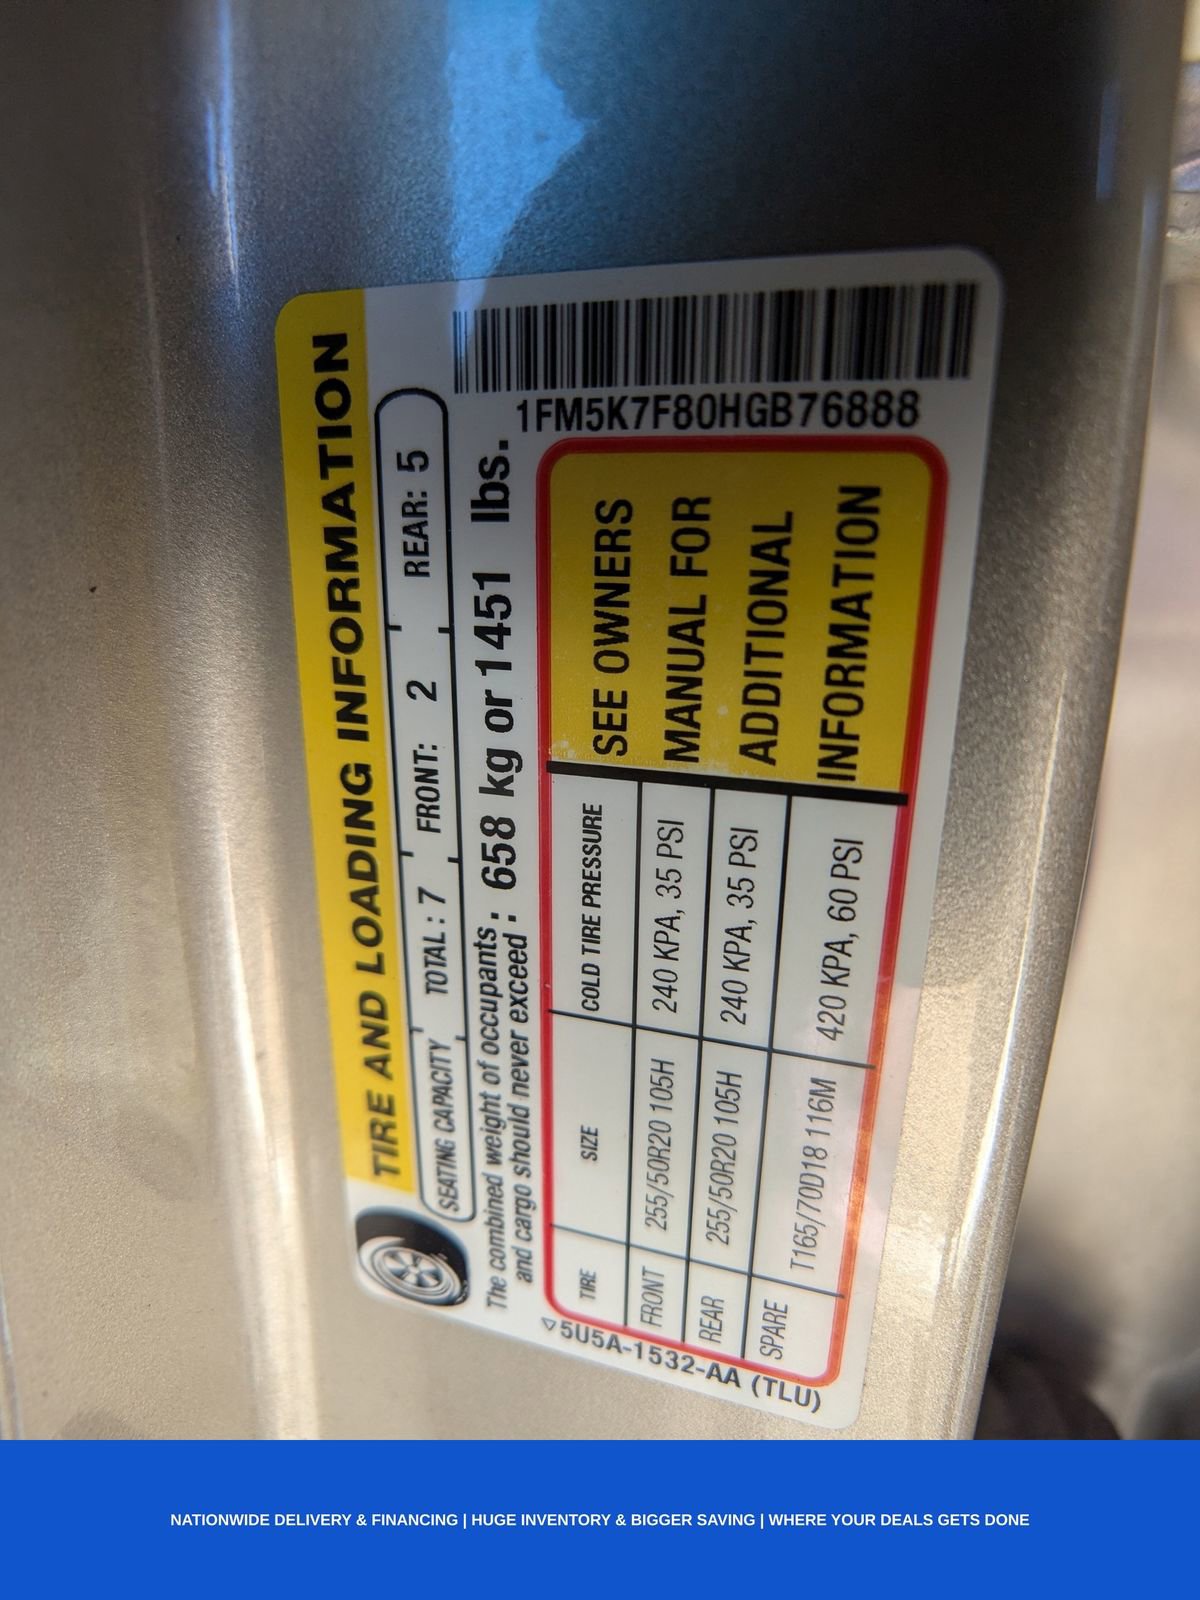 TIRE AND LOADING INFORMATION
SEATING CAPACITY TOTAL : 7 FRONT: 2 REAR: 5
The combined weight of occupants
and cargo should never exceed : 658 kg or 1451 lbs.
1FM5K7F80HGB76888
TIRE SIZE COLD TIRE PRESSURE
FRONT 255/50R20 105H 240 KPA, 35 PSI
REAR 255/50R20 105H 240 KPA, 35 PSI
SPARE T165/70D18 116M 420 KPA, 60 PSI
SEE OWNERS
MANUAL FOR
ADDITIONAL
INFORMATION
5U5A-1532-AA (TLU)
NATIONWIDE DELIVERY & FINANCING | HUGE INVENTORY & BIGGER SAVING | WHERE YOUR DEALS GETS DONE